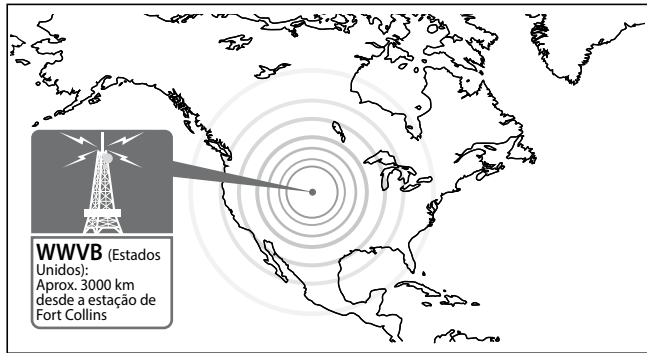 WWVB (Estados
Unidos):
Aprox. 3000 km
desde a estação de
Fort Collins